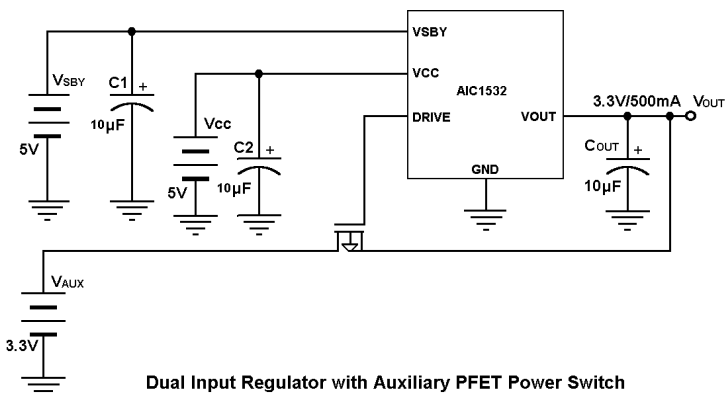 VSBY
VSBY
C1
+
10µF
5V
VCC
Vcc
C2
+
10µF
5V
AIC1532
DRIVE
VOUT
GND
3.3V/500mA
VOUT
COUT
+
10µF
VAUX
3.3V
Dual Input Regulator with Auxiliary PFET Power Switch